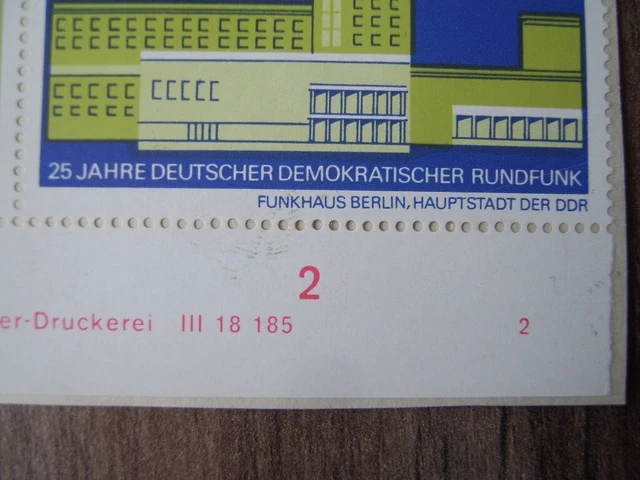 25 JAHRE DEUTSCHER DEMOKRATISCHER RUNDFUNK
FUNKHAUS BERLIN, HAUPTSTADT DER DDR
2
er-Druckerei III 18 185 2